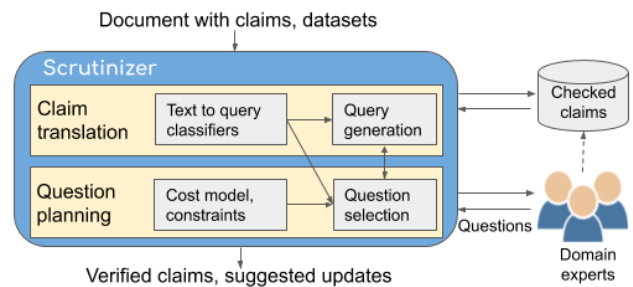 Document with claims, datasets
Scrutinizer
Claim
translation
Text to query
classifiers
Query
generation
Checked
claims
Question
planning
Cost model,
constraints
Question
selection
Questions
Domain
experts
Verified claims, suggested updates